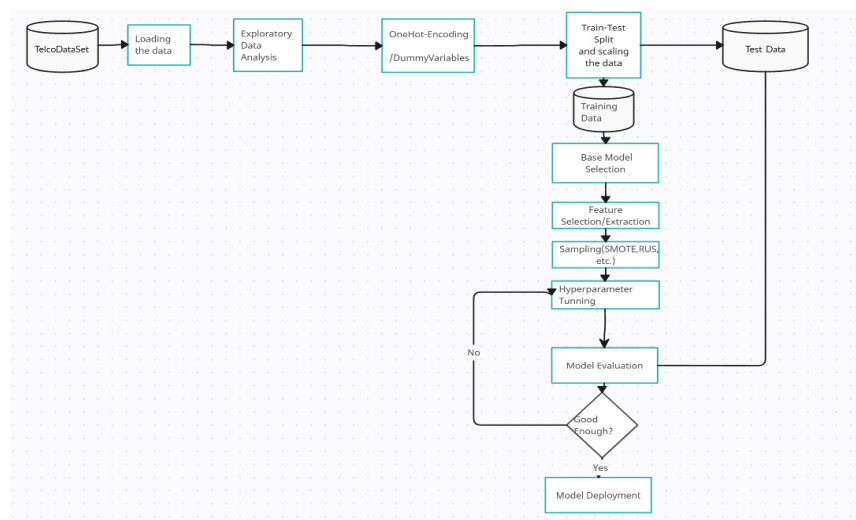 TelcoDataSet
Loading
the data
Exploratory
Data
Analysis
OneHot-Encoding
/DummyVariables
Train-Test
Split
and scaling
the data
Test Data
Training
Data
Base Model
Selection
Feature
Selection/Extraction
Sampling(SMOTE,RUS,
etc.)
Hyperparameter
Tunning
No
Model Evaluation
Good
Enough?
Yes
Model Deployment